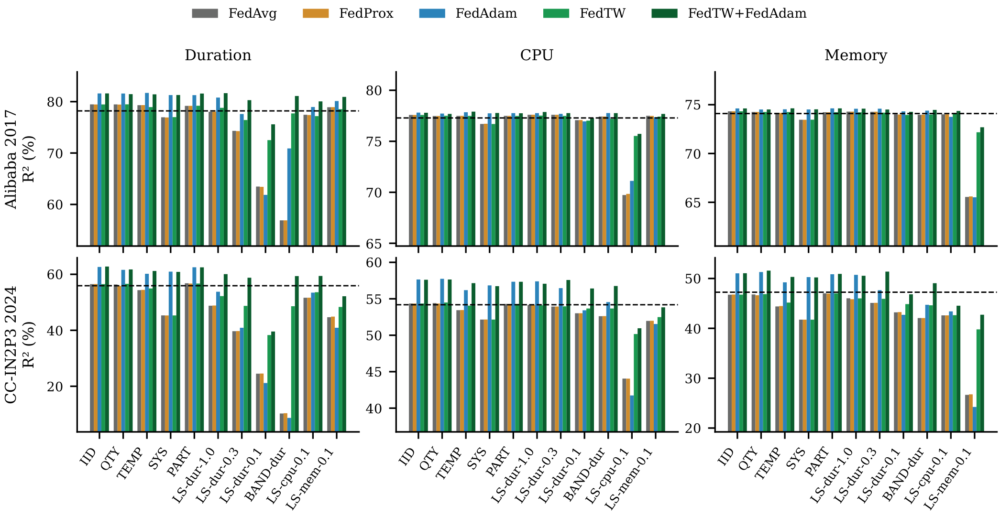 FedAvg FedProx FedAdam FedTW FedTW+FedAdam
Duration CPU Memory
Alibaba 2017
R² (%)
80
70
60
80
75
70
65
75
70
65
CC-IN2P3 2024
R² (%)
60
40
20
60
55
50
45
40
50
40
30
20
IID QTY TEMP SYS PART LS-dur-1.0 LS-dur-0.3 LS-dur-0.1 BAND-dur LS-cpu-0.1 LS-mem-0.1
IID QTY TEMP SYS PART LS-dur-1.0 LS-dur-0.3 LS-dur-0.1 BAND-dur LS-cpu-0.1 LS-mem-0.1
IID QTY TEMP SYS PART LS-dur-1.0 LS-dur-0.3 LS-dur-0.1 BAND-dur LS-cpu-0.1 LS-mem-0.1